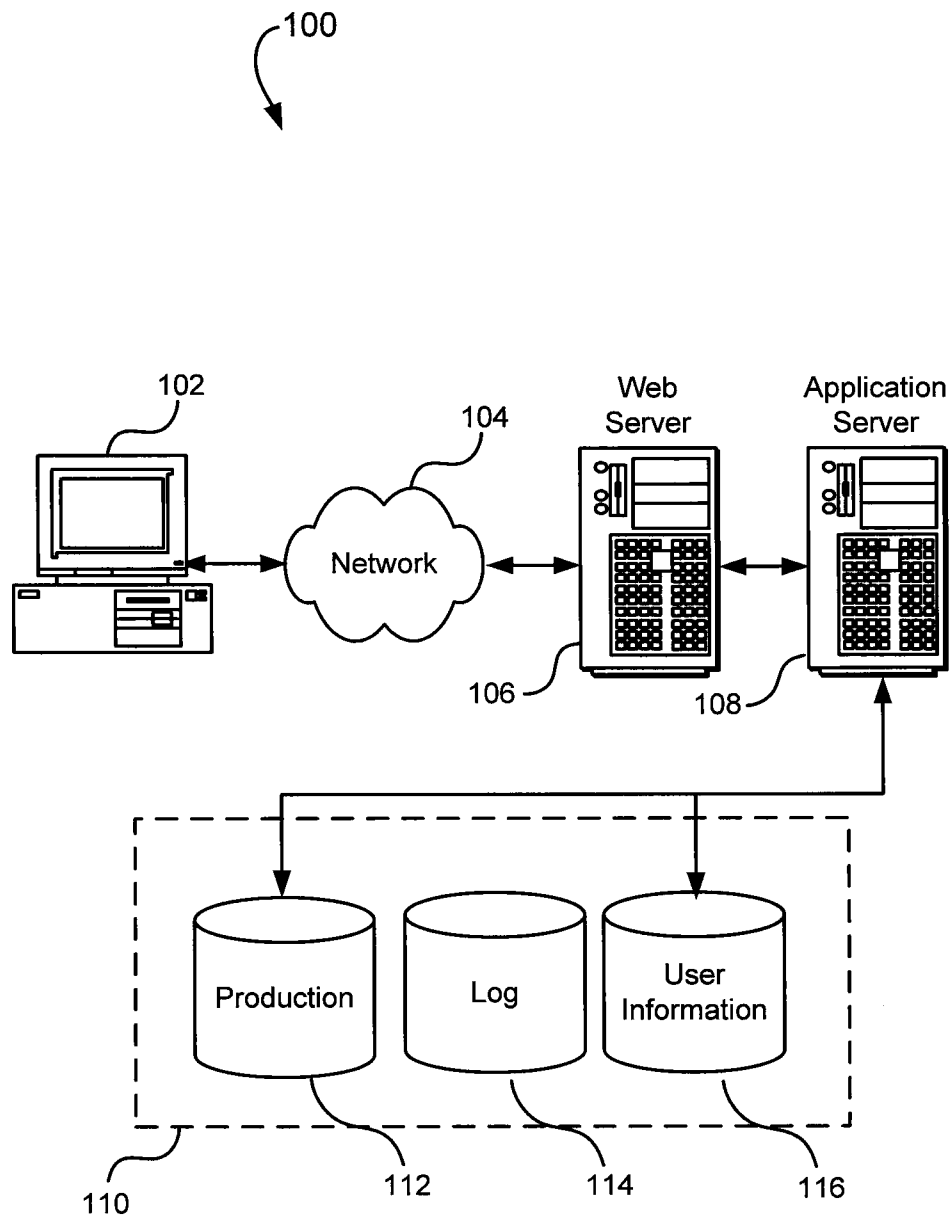 100
102
104
Web
Server
Application
Server
Network
106
108
Production
Log
User
Information
110
112
114
116